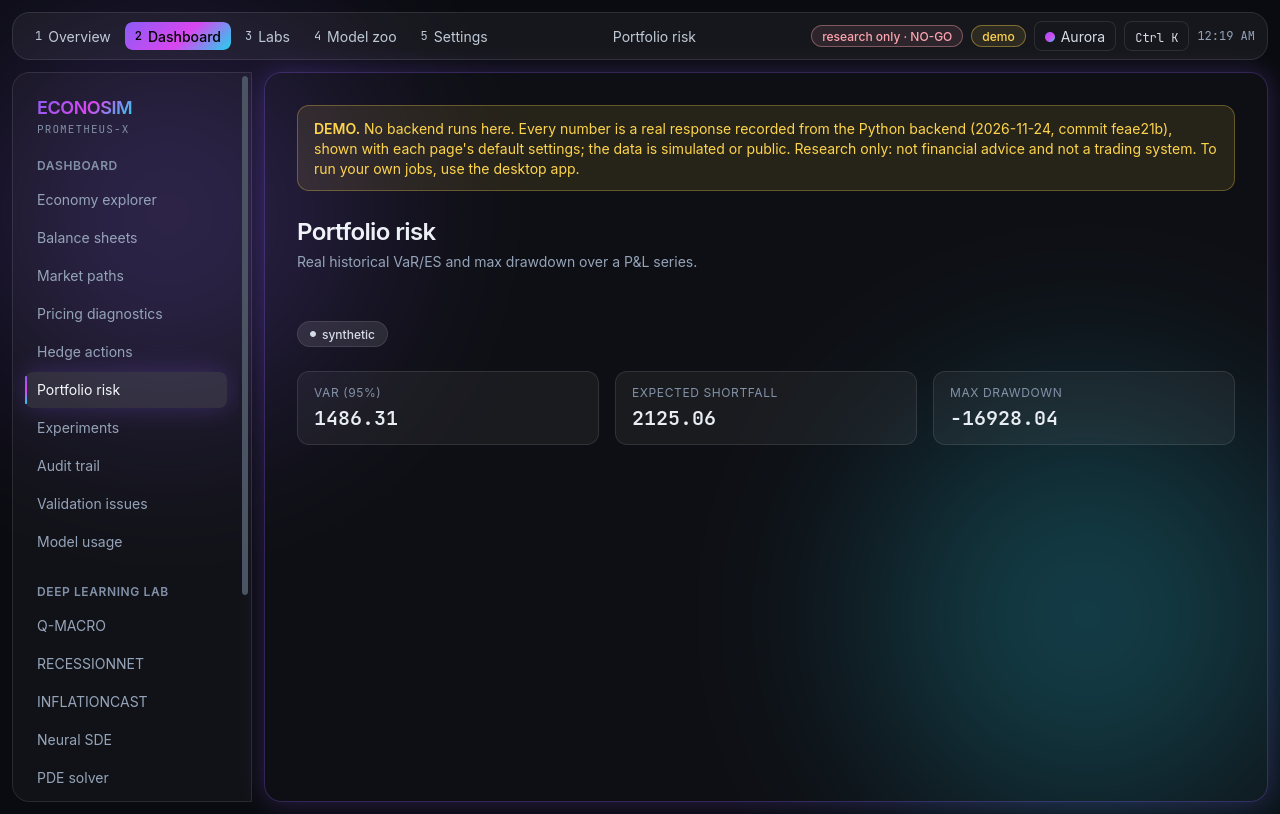 1 Overview 2 Dashboard 3 Labs 4 Model zoo 5 Settings Portfolio risk research only · NO-GO demo Aurora Ctrl K 12:19 AM
ECONOSIM
PROMETHEUS-X
DASHBOARD
Economy explorer
Balance sheets
Market paths
Pricing diagnostics
Hedge actions
Portfolio risk
Experiments
Audit trail
Validation issues
Model usage
DEEP LEARNING LAB
Q-MACRO
RECESSIONNET
INFLATIONCAST
Neural SDE
PDE solver
DEMO. No backend runs here. Every number is a real response recorded from the Python backend (2026-11-24, commit feae21b),
shown with each page's default settings; the data is simulated or public. Research only: not financial advice and not a trading system. To
run your own jobs, use the desktop app.
Portfolio risk
Real historical VaR/ES and max drawdown over a P&L series.
synthetic
VAR (95%)
1486.31
EXPECTED SHORTFALL
2125.06
MAX DRAWDOWN
-16928.04